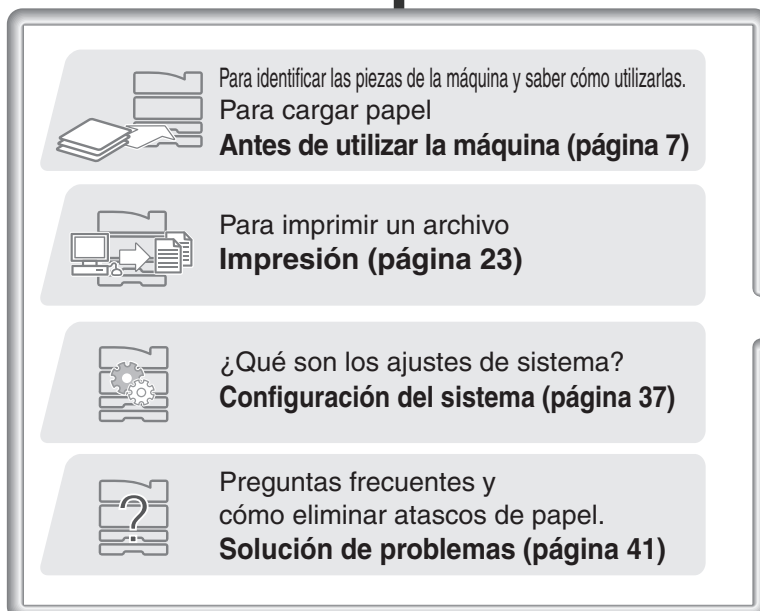 Para identificar las piezas de la máquina y saber cómo utilizarlas.
Para cargar papel
Antes de utilizar la máquina (página 7)
Para imprimir un archivo
Impresión (página 23)
¿Qué son los ajustes de sistema?
Configuración del sistema (página 37)
Preguntas frecuentes y
cómo eliminar atascos de papel.
Solución de problemas (página 41)